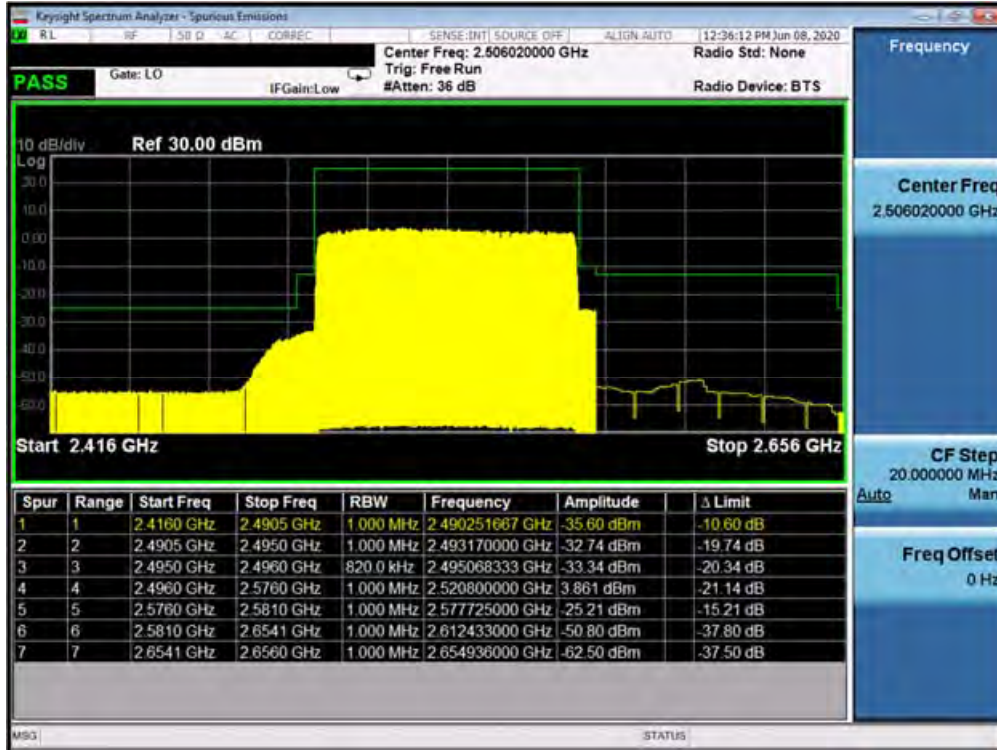 Keysight Spectrum Analyzer - Spurious Emissions
RL RF 50 Ω AC CORREC SENSE:INT SOURCE OFF ALIGN AUTO 12:36:12 PM Jun 08, 2020
Center Freq: 2.506020000 GHz Radio Std: None
PASS Gate: LO Trig: Free Run
IFGain:Low #Atten: 36 dB Radio Device: BTS
10 dB/div Ref 30.00 dBm
Log
20.0
10.0
0.00
-10.0
-20.0
-30.0
-40.0
-50.0
-60.0
Start 2.416 GHz Stop 2.656 GHz
Spur Range Start Freq Stop Freq RBW Frequency Amplitude Δ Limit
1 1 2.4160 GHz 2.4905 GHz 1.000 MHz 2.490251667 GHz -35.60 dBm -10.60 dB
2 2 2.4905 GHz 2.4950 GHz 1.000 MHz 2.493170000 GHz -32.74 dBm -19.74 dB
3 3 2.4950 GHz 2.4960 GHz 820.0 kHz 2.495068333 GHz -33.34 dBm -20.34 dB
4 4 2.4960 GHz 2.5760 GHz 1.000 MHz 2.520800000 GHz 3.861 dBm -21.14 dB
5 5 2.5760 GHz 2.5810 GHz 1.000 MHz 2.577725000 GHz -25.21 dBm -15.21 dB
6 6 2.5810 GHz 2.6541 GHz 1.000 MHz 2.612433000 GHz -50.80 dBm -37.80 dB
7 7 2.6541 GHz 2.6560 GHz 1.000 MHz 2.654936000 GHz -62.50 dBm -37.50 dB
MSG STATUS
Frequency
Center Freq
2.506020000 GHz
CF Step
20.000000 MHz
Auto Man
Freq Offset
0 Hz